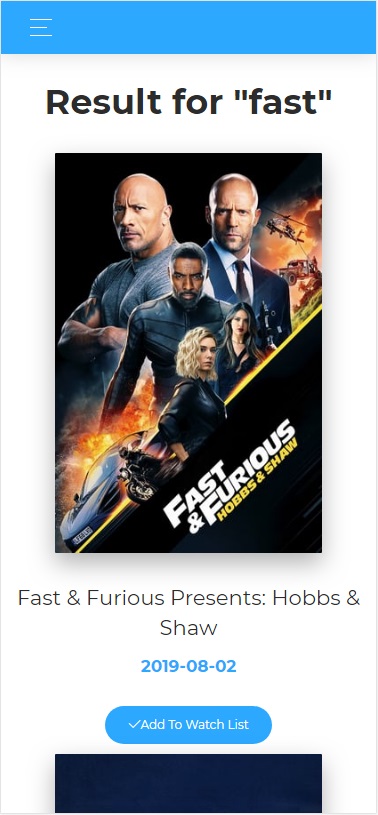 Result for "fast"
FAST
& FURIOUS
HOBBS & SHAW
Fast & Furious Presents: Hobbs &
Shaw
2019-08-02
Add To Watch List